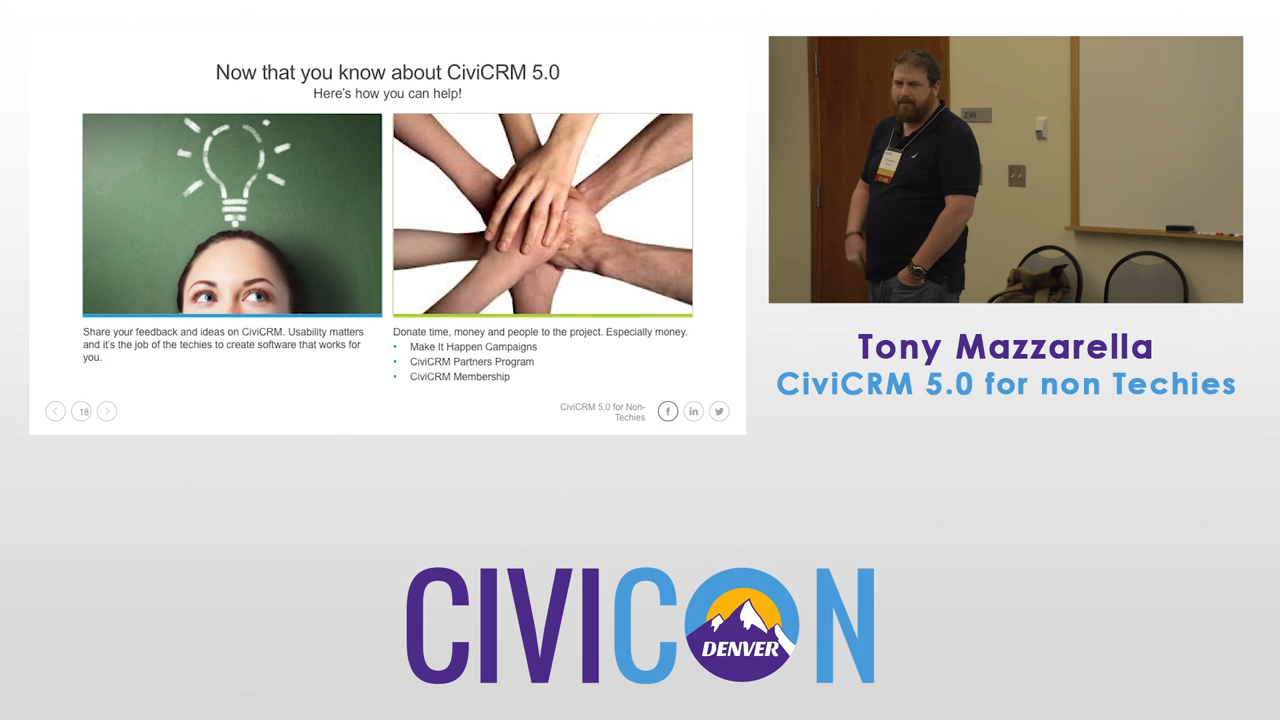 Now that you know about CiviCRM 5.0
Here's how you can help!
Share your feedback and ideas on CiviCRM. Usability matters
and it's the job of the techies to create software that works for
you.
Donate time, money and people to the project. Especially money.
• Make It Happen Campaigns
• CiviCRM Partners Program
• CiviCRM Membership
18
CiviCRM 5.0 for Non-
Techies
f
in
230
Tony Mazzarella
CiviCRM 5.0 for non Techies
CIVICON
DENVER